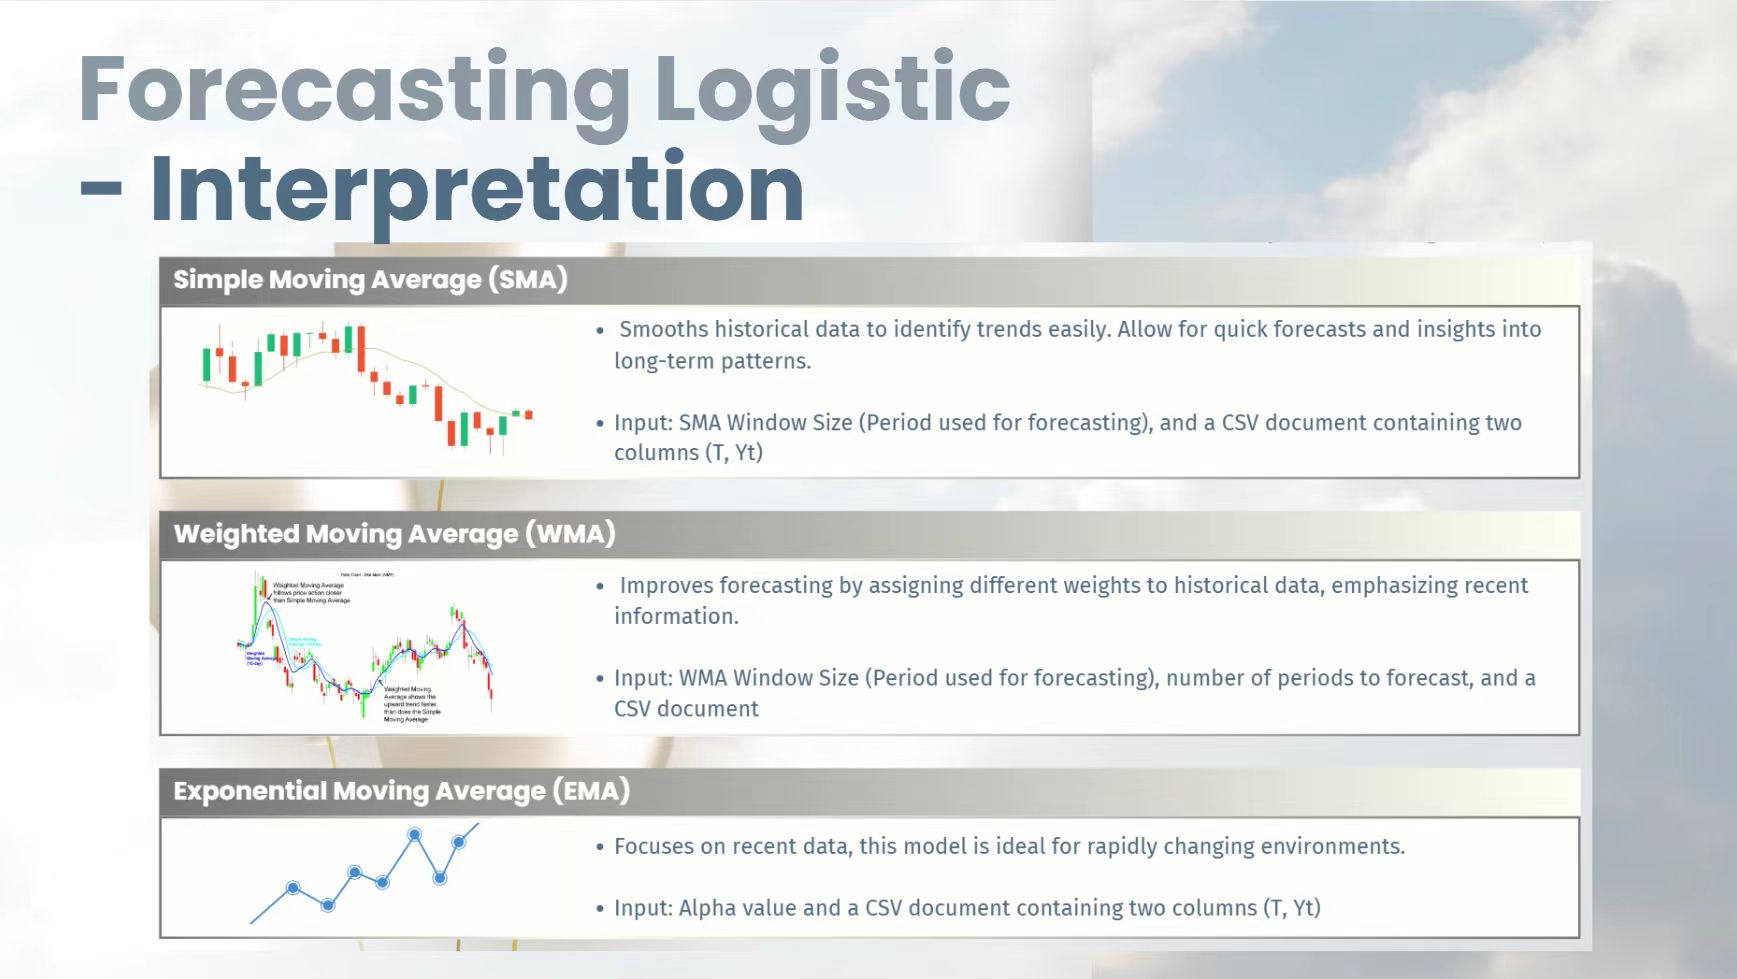 Forecasting Logistic
- Interpretation
Simple Moving Average (SMA)
• Smooths historical data to identify trends easily. Allow for quick forecasts and insights into
long-term patterns.
• Input: SMA Window Size (Period used for forecasting), and a CSV document containing two
columns (T, Yt)
Weighted Moving Average (WMA)
Weighted Moving Average
follows price action closer
than Simple Moving Average
Weighted
Moving Average
Weighted Moving
Average shows the
upward trend faster
than does the Simple
Moving Average
• Improves forecasting by assigning different weights to historical data, emphasizing recent
information.
• Input: WMA Window Size (Period used for forecasting), number of periods to forecast, and a
CSV document
Exponential Moving Average (EMA)
• Focuses on recent data, this model is ideal for rapidly changing environments.
• Input: Alpha value and a CSV document containing two columns (T, Yt)